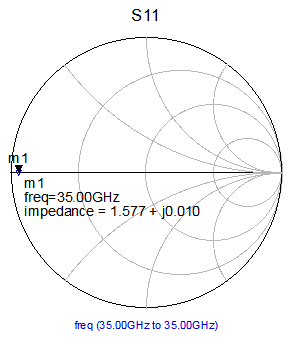 S11
m1
m1
freq=35.00GHz
impedance = 1.577 + j0.010
freq (35.00GHz to 35.00GHz)